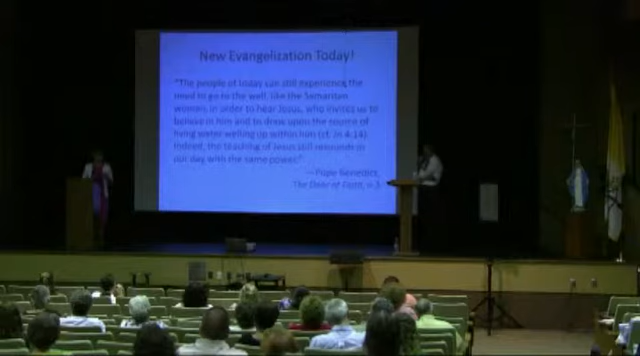 New Evangelization Today!
"The people of today can still experience the
need to go to the well, like the Samaritan
woman, in order to hear Jesus, who invites us to
believe in him and to draw upon the source of
living water welling up within him (cf. Jn 4:14).
Indeed, the teaching of Jesus still resounds in
our day with the same power."
—Pope Benedict,
The Door of Faith, n.3